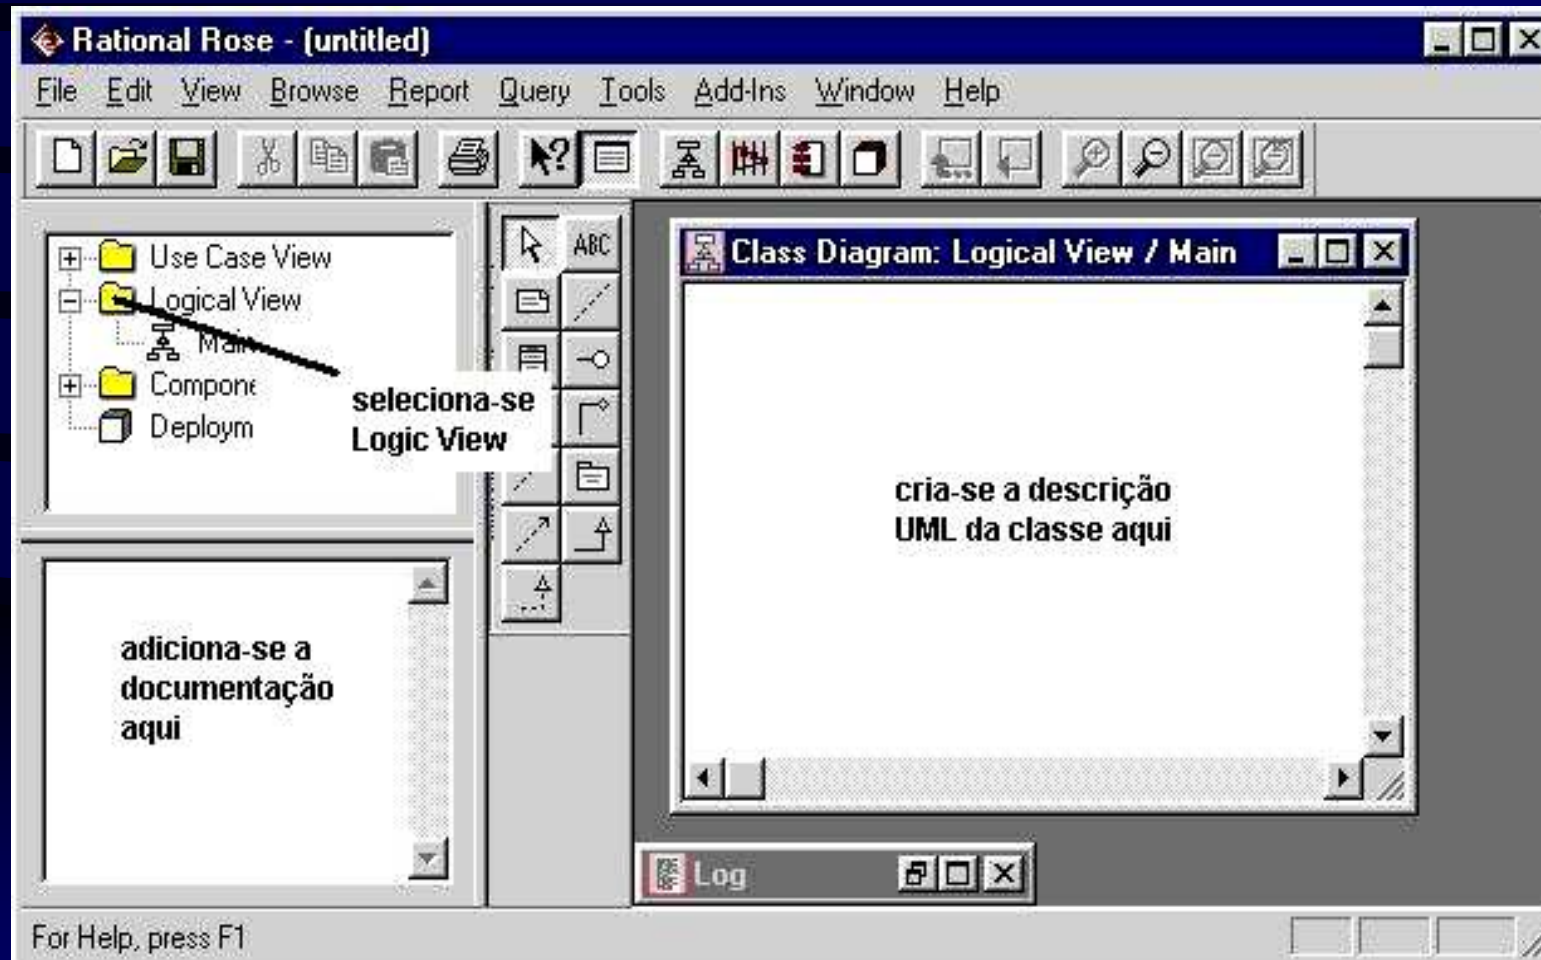 Rational Rose - (untitled)
File Edit View Browse Report Query Tools Add-Ins Window Help
ABC
Use Case View
Logical View
Main
Compone
Deploym
seleciona-se
Logic View
Class Diagram: Logical View / Main
cria-se a descrição
UML da classe aqui
adiciona-se a
documentação
aqui
Log
For Help, press F1